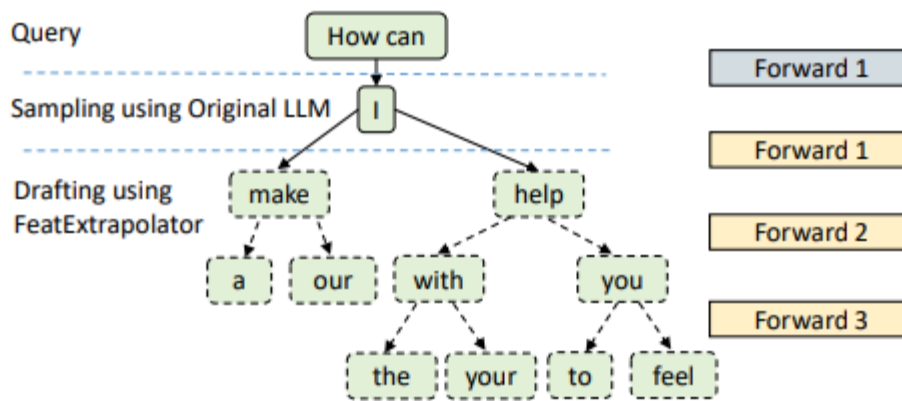 Query
How can
Forward 1
Sampling using Original LLM
I
Forward 1
Drafting using
FeatExtrapolator
make
help
Forward 2
a
our
with
you
Forward 3
the
your
to
feel